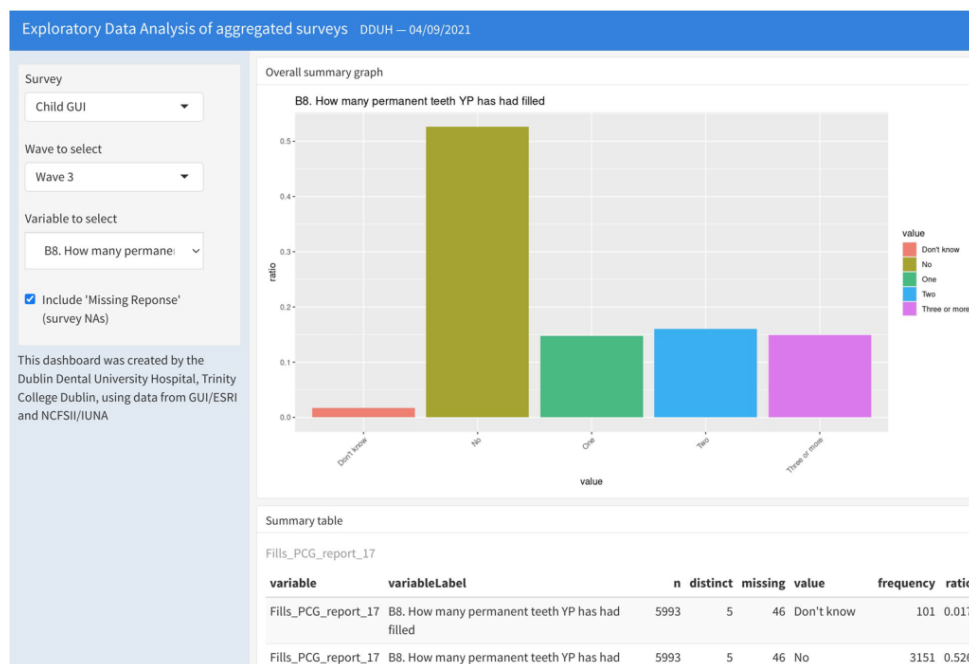 Exploratory Data Analysis of aggregated surveys DDUH — 04/09/2021
Survey
Child GUI
Wave to select
Wave 3
Variable to select
B8. How many permane
Include 'Missing Reponse'
(survey NAs)
This dashboard was created by the
Dublin Dental University Hospital, Trinity
College Dublin, using data from GUI/ESRI
and NCFSII/IUNA
Overall summary graph
B8. How many permanent teeth YP has had filled
0.5
0.4
0.3
0.2
0.1
0.0
ratio
Don't know
No
One
Two
Three or more
value
value
Don't know
No
One
Two
Three or more
Summary table
Fills_PCG_report_17
variable variableLabel n distinct missing value frequency ratio
Fills_PCG_report_17 B8. How many permanent teeth YP has had 5993 5 46 Don't know 101 0.017
filled
Fills_PCG_report_17 B8. How many permanent teeth YP has had 5993 5 46 No 3151 0.526